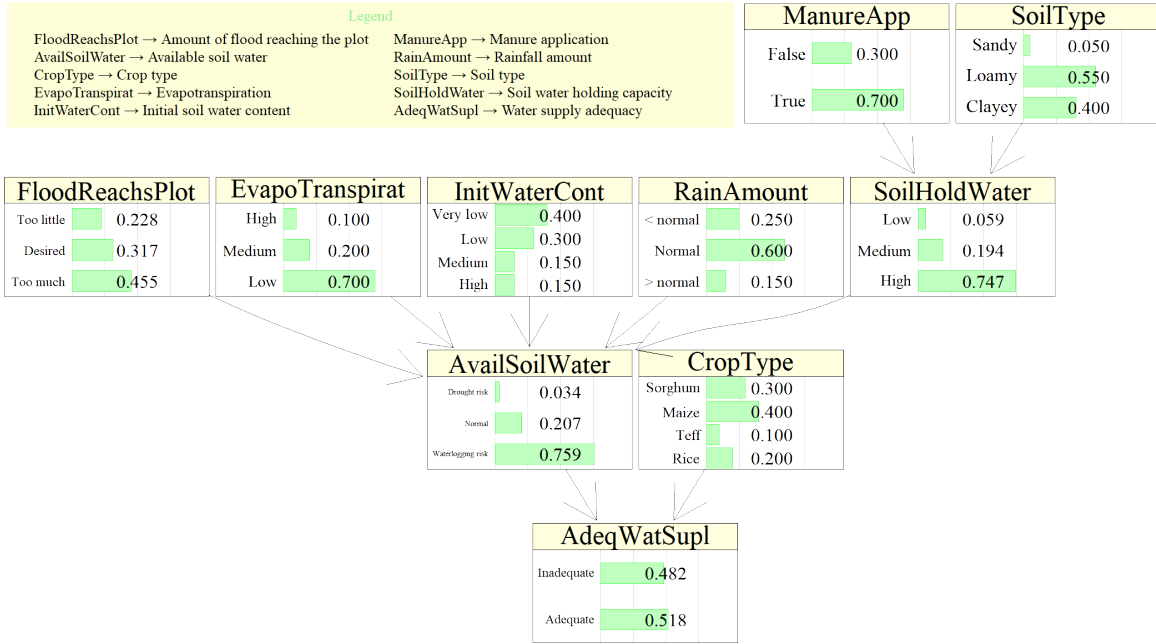 Legend
FloodReachsPlot → Amount of flood reaching the plot
AvailSoilWater → Available soil water
CropType → Crop type
EvapoTranspirat → Evapotranspiration
InitWaterCont → Initial soil water content
ManureApp → Manure application
RainAmount → Rainfall amount
SoilType → Soil type
SoilHoldWater → Soil water holding capacity
AdeqWatSupl → Water supply adequacy
ManureApp
False 0.300
True 0.700
SoilType
Sandy 0.050
Loamy 0.550
Clayey 0.400
FloodReachsPlot
Too little 0.228
Desired 0.317
Too much 0.455
EvapoTranspirat
High 0.100
Medium 0.200
Low 0.700
InitWaterCont
Very low 0.400
Low 0.300
Medium 0.150
High 0.150
RainAmount
< normal 0.250
Normal 0.600
> normal 0.150
SoilHoldWater
Low 0.059
Medium 0.194
High 0.747
AvailSoilWater
Drought risk 0.034
Normal 0.207
Waterlogging risk 0.759
CropType
Sorghum 0.300
Maize 0.400
Teff 0.100
Rice 0.200
AdeqWatSupl
Inadequate 0.482
Adequate 0.518